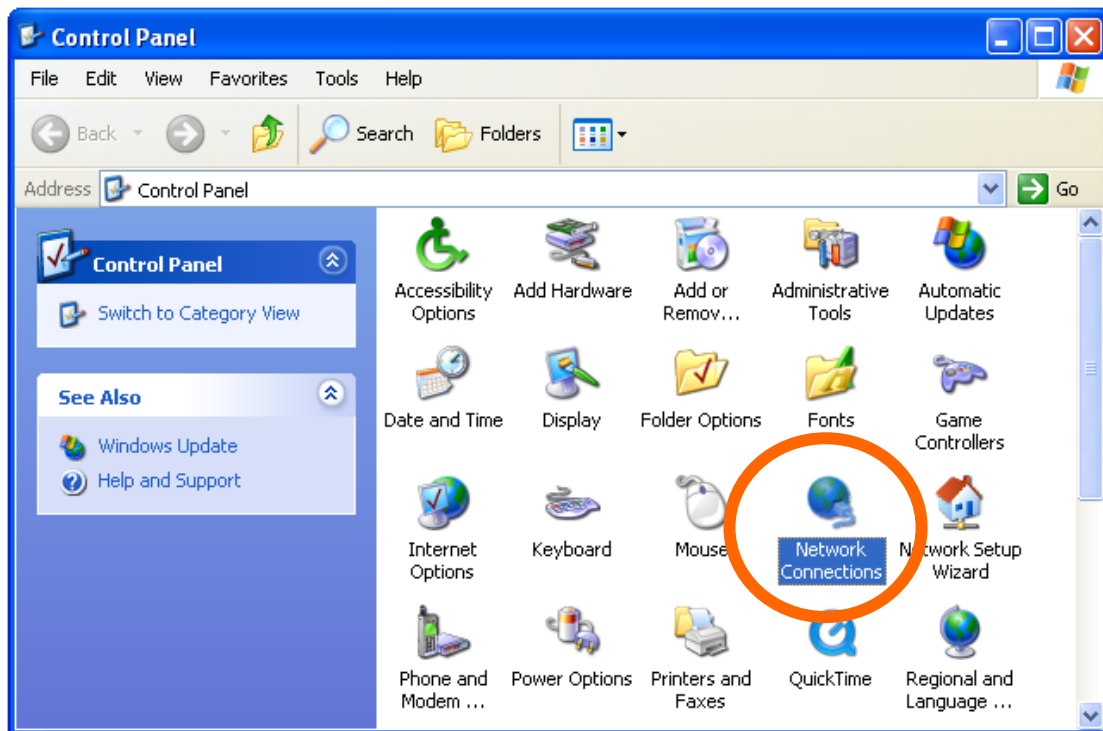 Control Panel
File Edit View Favorites Tools Help
Back Search Folders
Address Control Panel Go
Control Panel
Switch to Category View
See Also
Windows Update
Help and Support
Accessibility Options
Add Hardware
Add or Remov...
Administrative Tools
Automatic Updates
Date and Time
Display
Folder Options
Fonts
Game Controllers
Internet Options
Keyboard
Mouse
Network Connections
Network Setup Wizard
Phone and Modem ...
Power Options
Printers and Faxes
QuickTime
Regional and Language ...